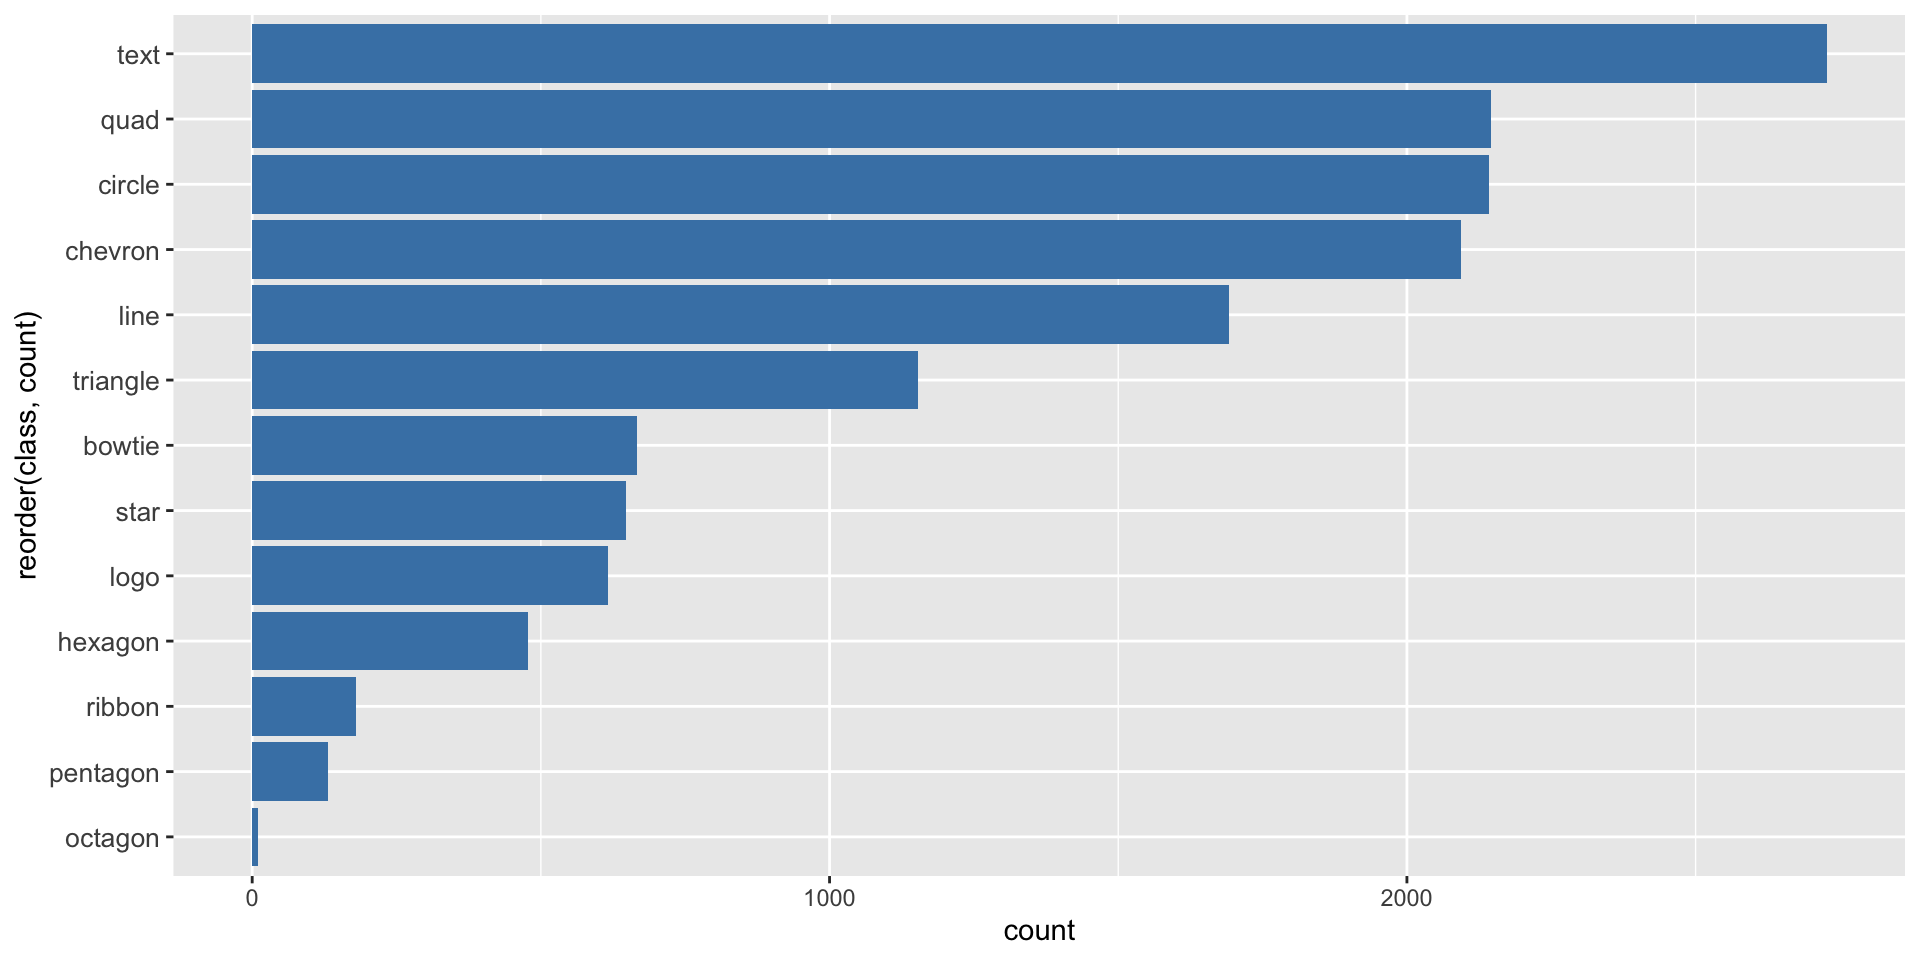 text
quad
circle
chevron
line
triangle
bowtie
star
logo
hexagon
ribbon
pentagon
octagon
reorder(class, count)
0 1000 2000
count